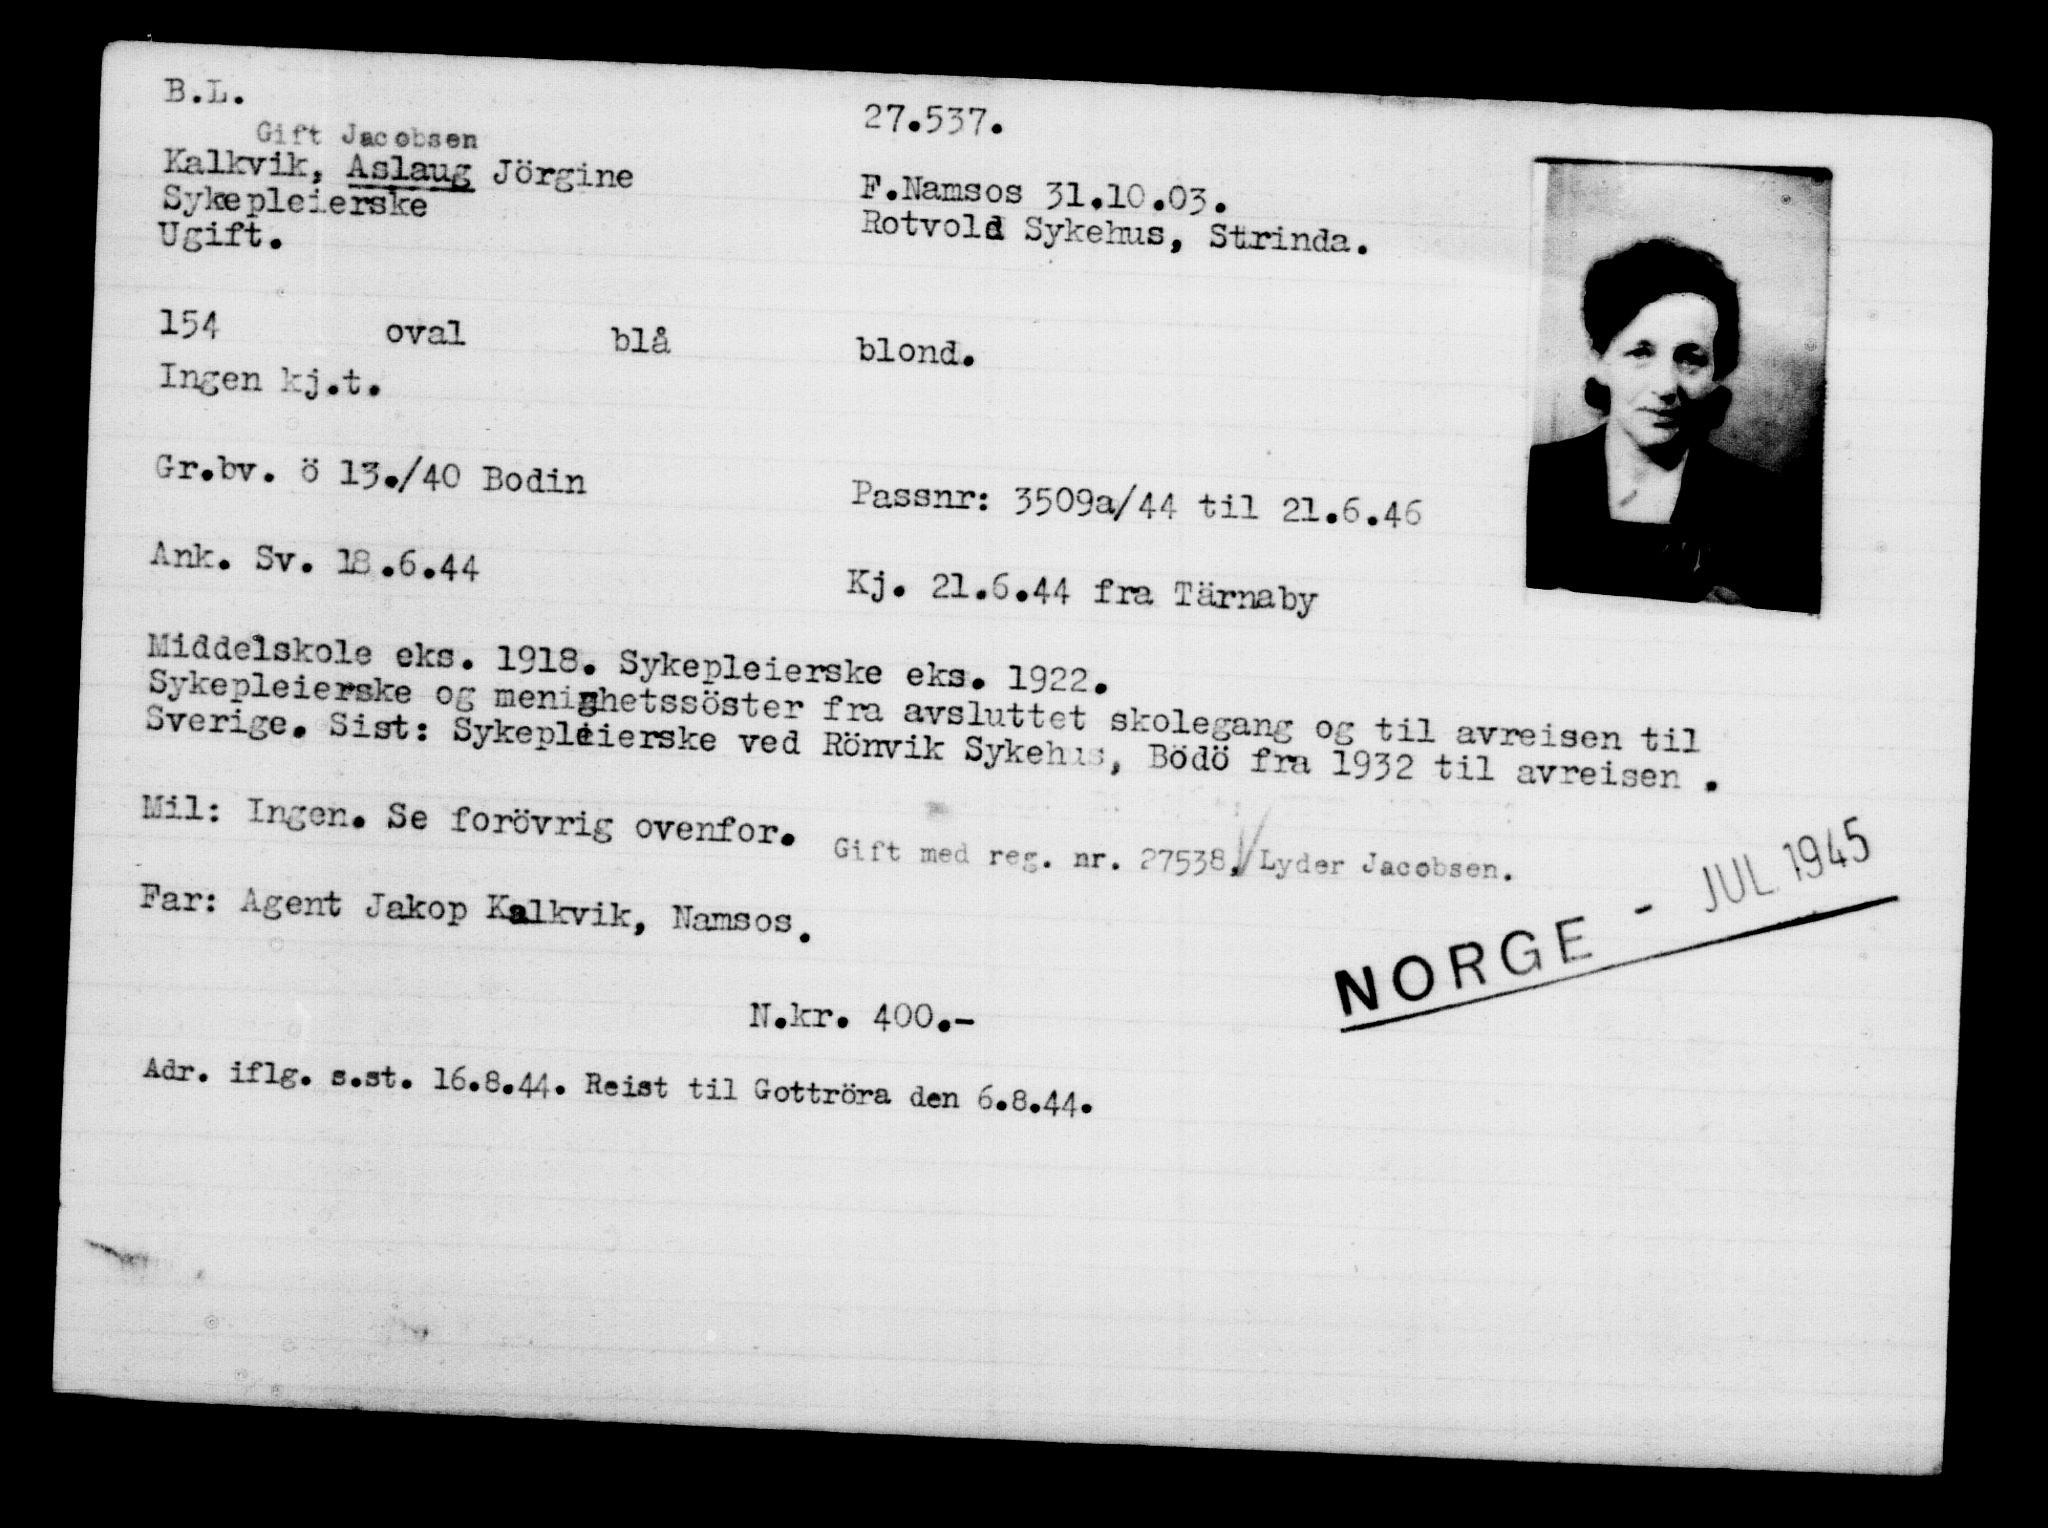 B.L.
27.537.
Gift Jacobsen
Kalkvik, Aslaug Jörgine
F.Namsos 31.10.03.
Sykepleierske
Rotvold Sykehus, Strinda.
Ugift.
154 oval blå blond.
Ingen kj.t.
Gr.bv. ö 13./40 Bodin
Passnr: 3509a/44 til 21.6.46
Ank. Sv. 18.6.44
Kj. 21.6.44 fra Tärnaby
Middelskole eks. 1918. Sykepleierske eks. 1922.
Sykepleierske og menighetssöster fra avsluttet skolegang og til avreisen til
Sverige. Sist: Sykepleierske ved Rönvik Sykehus, Bödö fra 1932 til avreisen .
Mil: Ingen. Se forövrig ovenfor.
Gift med reg. nr. 27538, Lyder Jacobsen.
Far: Agent Jakop Kalkvik, Namsos.
NORGE - JUL 1945
N.kr. 400.-
Adr. iflg. s.st. 16.8.44. Reist til Gottröra den 6.8.44.